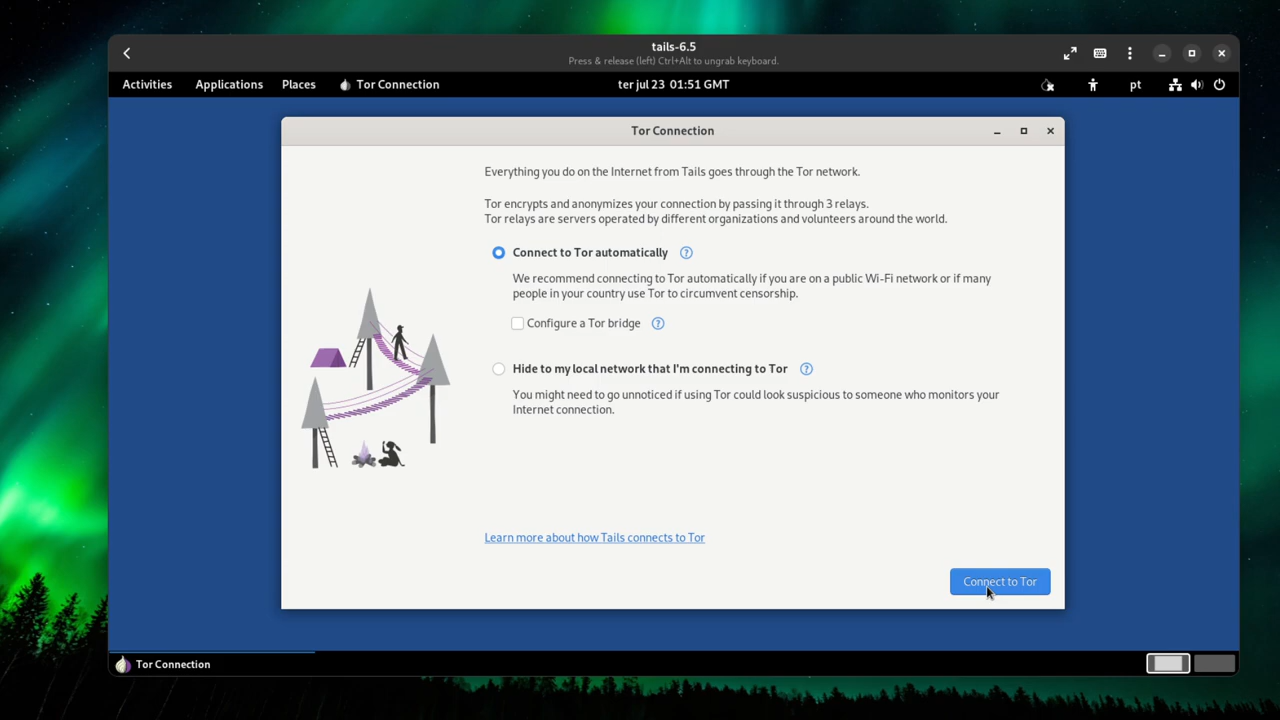 tails-6.5
Press & release (left) Ctrl+Alt to ungrab keyboard.
Activities Applications Places Tor Connection ter jul 23 01:51 GMT pt
Tor Connection
Everything you do on the Internet from Tails goes through the Tor network.
Tor encrypts and anonymizes your connection by passing it through 3 relays.
Tor relays are servers operated by different organizations and volunteers around the world.
Connect to Tor automatically ?
We recommend connecting to Tor automatically if you are on a public Wi-Fi network or if many
people in your country use Tor to circumvent censorship.
Configure a Tor bridge ?
Hide to my local network that I'm connecting to Tor ?
You might need to go unnoticed if using Tor could look suspicious to someone who monitors your
Internet connection.
Learn more about how Tails connects to Tor
Connect to Tor
Tor Connection